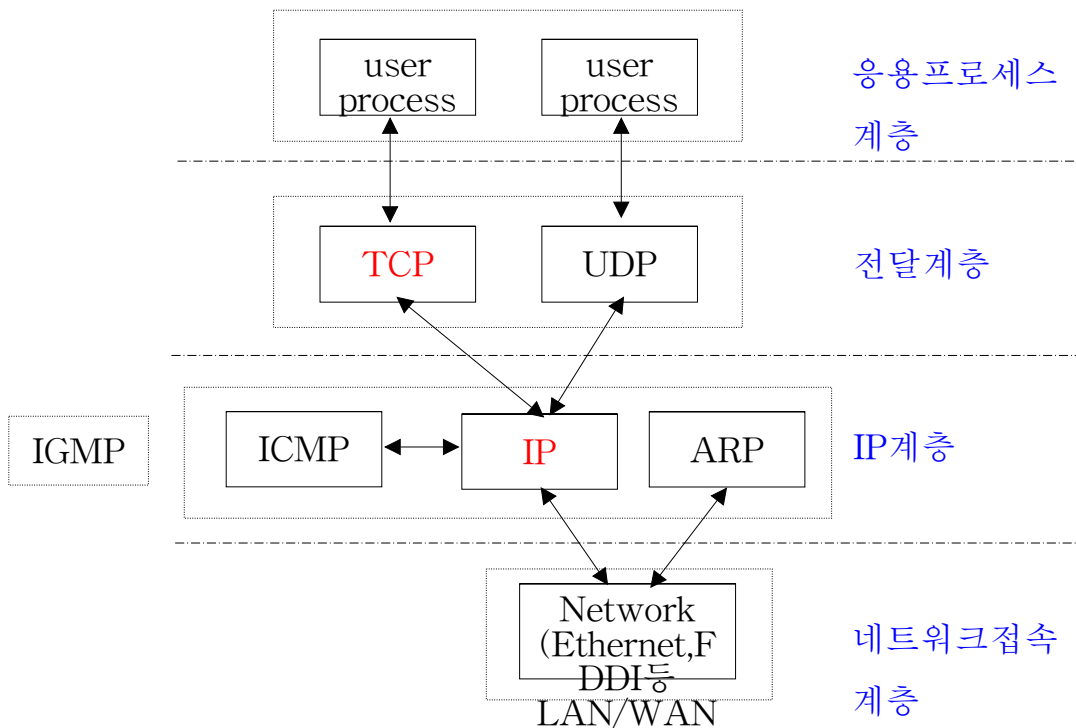 user
process
user
process
응용프로세스
계층
TCP
UDP
전달계층
IGMP
ICMP
IP
ARP
IP계층
Network
(Ethernet,F
DDI등
LAN/WAN
네트워크접속
계층